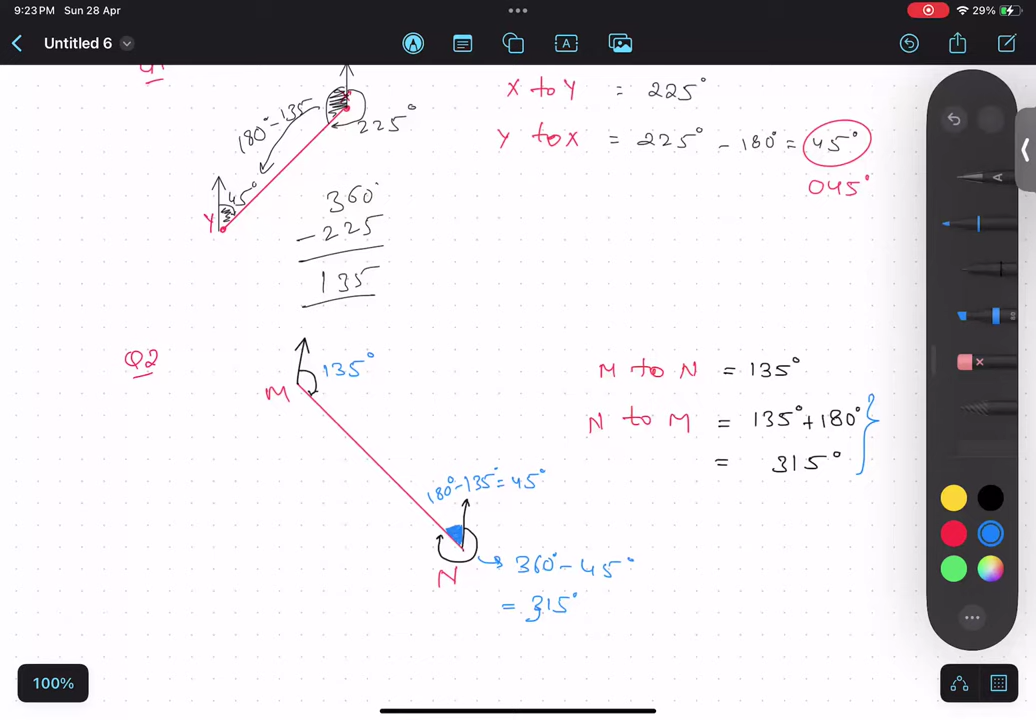 9:23 PM Sun 28 Apr
29%
Untitled 6
A
X to Y = 225°
225°
180° - 135
Y to X = 225° - 180° = 45°
045°
45°
Y
360°
- 225
135
Q2
135°
M
M to N = 135°
N to M = 135° + 180°
= 315°
180° - 135° = 45°
N
360° - 45°
= 315°
100%